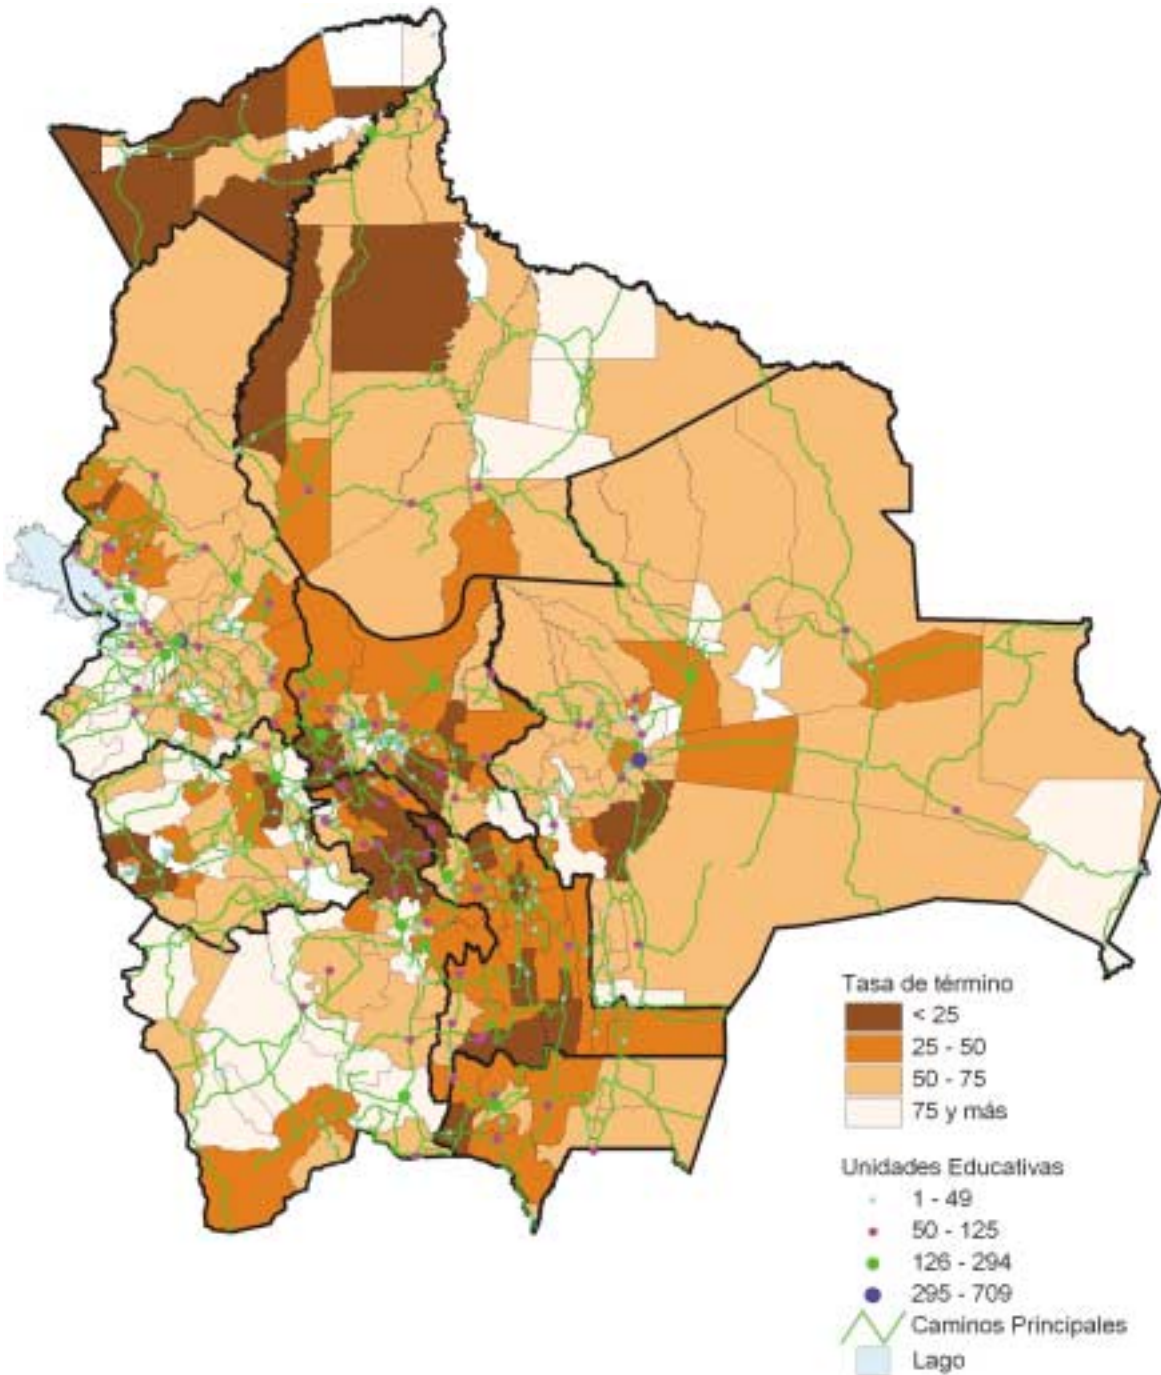 Tasa de término
< 25
25 - 50
50 - 75
75 y más
Unidades Educativas
1 - 49
50 - 125
126 - 294
295 - 709
Caminos Principales
Lago